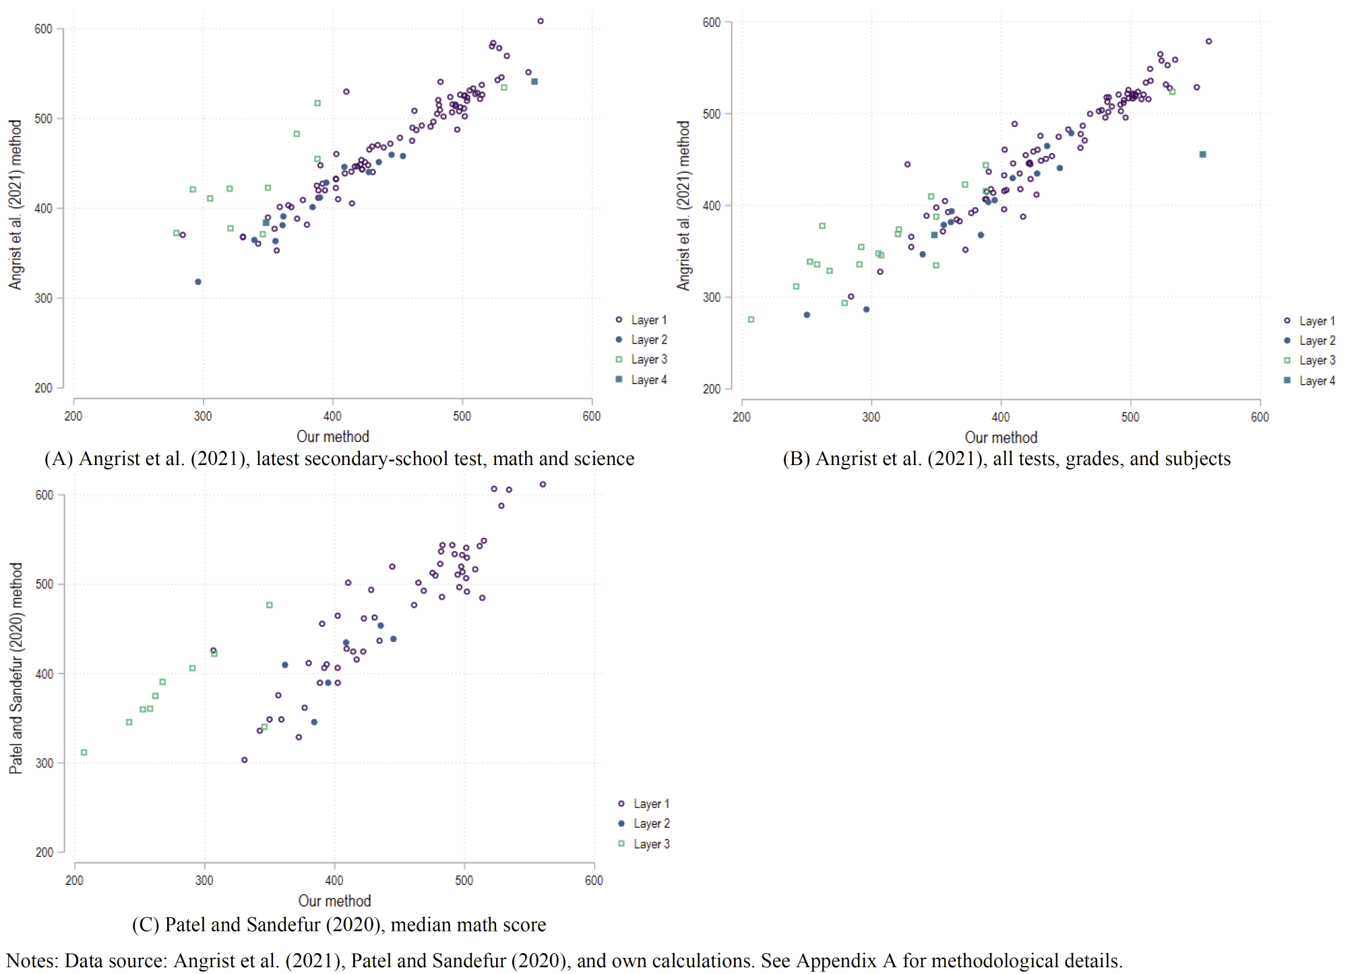 600
500
400
300
200
Angrist et al. (2021) method
200
300
400
500
600
Our method
Layer 1
Layer 2
Layer 3
Layer 4
(A) Angrist et al. (2021), latest secondary-school test, math and science
600
500
400
300
200
Angrist et al. (2021) method
200
300
400
500
600
Our method
Layer 1
Layer 2
Layer 3
Layer 4
(B) Angrist et al. (2021), all tests, grades, and subjects
600
500
400
300
200
Patel and Sandefur (2020) method
200
300
400
500
600
Our method
Layer 1
Layer 2
Layer 3
(C) Patel and Sandefur (2020), median math score
Notes: Data source: Angrist et al. (2021), Patel and Sandefur (2020), and own calculations. See Appendix A for methodological details.